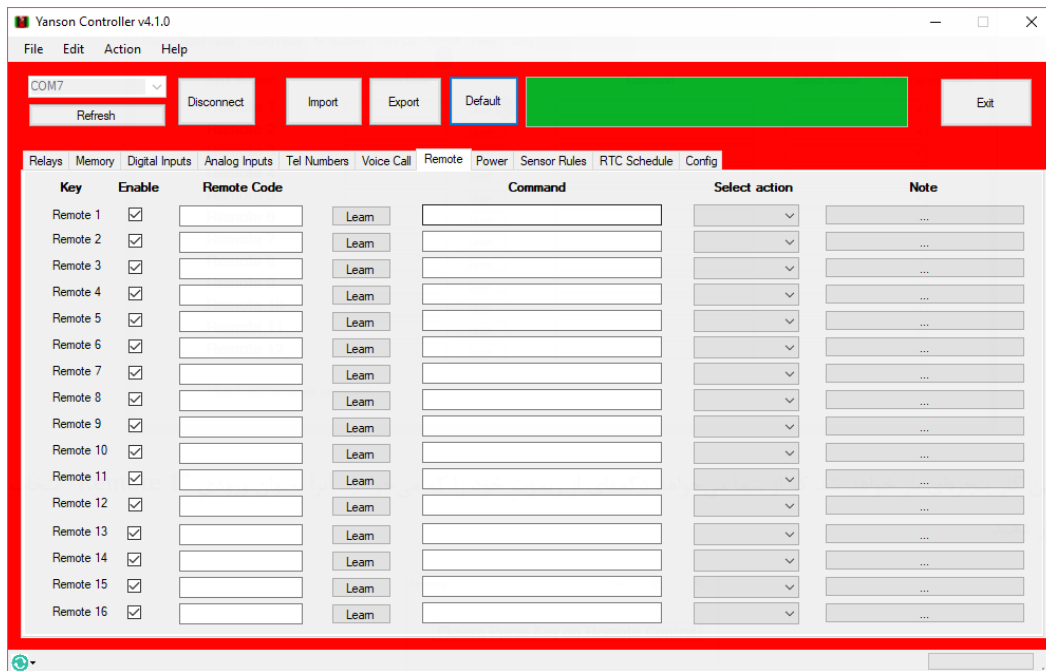 Yanson Controller v4.1.0
File Edit Action Help
COM7
Refresh
Disconnect Import Export Default Exit
Relays Memory Digital Inputs Analog Inputs Tel Numbers Voice Call Remote Power Sensor Rules RTC Schedule Config
Key Enable Remote Code Command Select action Note
Remote 1 Learn ...
Remote 2 Learn ...
Remote 3 Learn ...
Remote 4 Learn ...
Remote 5 Learn ...
Remote 6 Learn ...
Remote 7 Learn ...
Remote 8 Learn ...
Remote 9 Learn ...
Remote 10 Learn ...
Remote 11 Learn ...
Remote 12 Learn ...
Remote 13 Learn ...
Remote 14 Learn ...
Remote 15 Learn ...
Remote 16 Learn ...